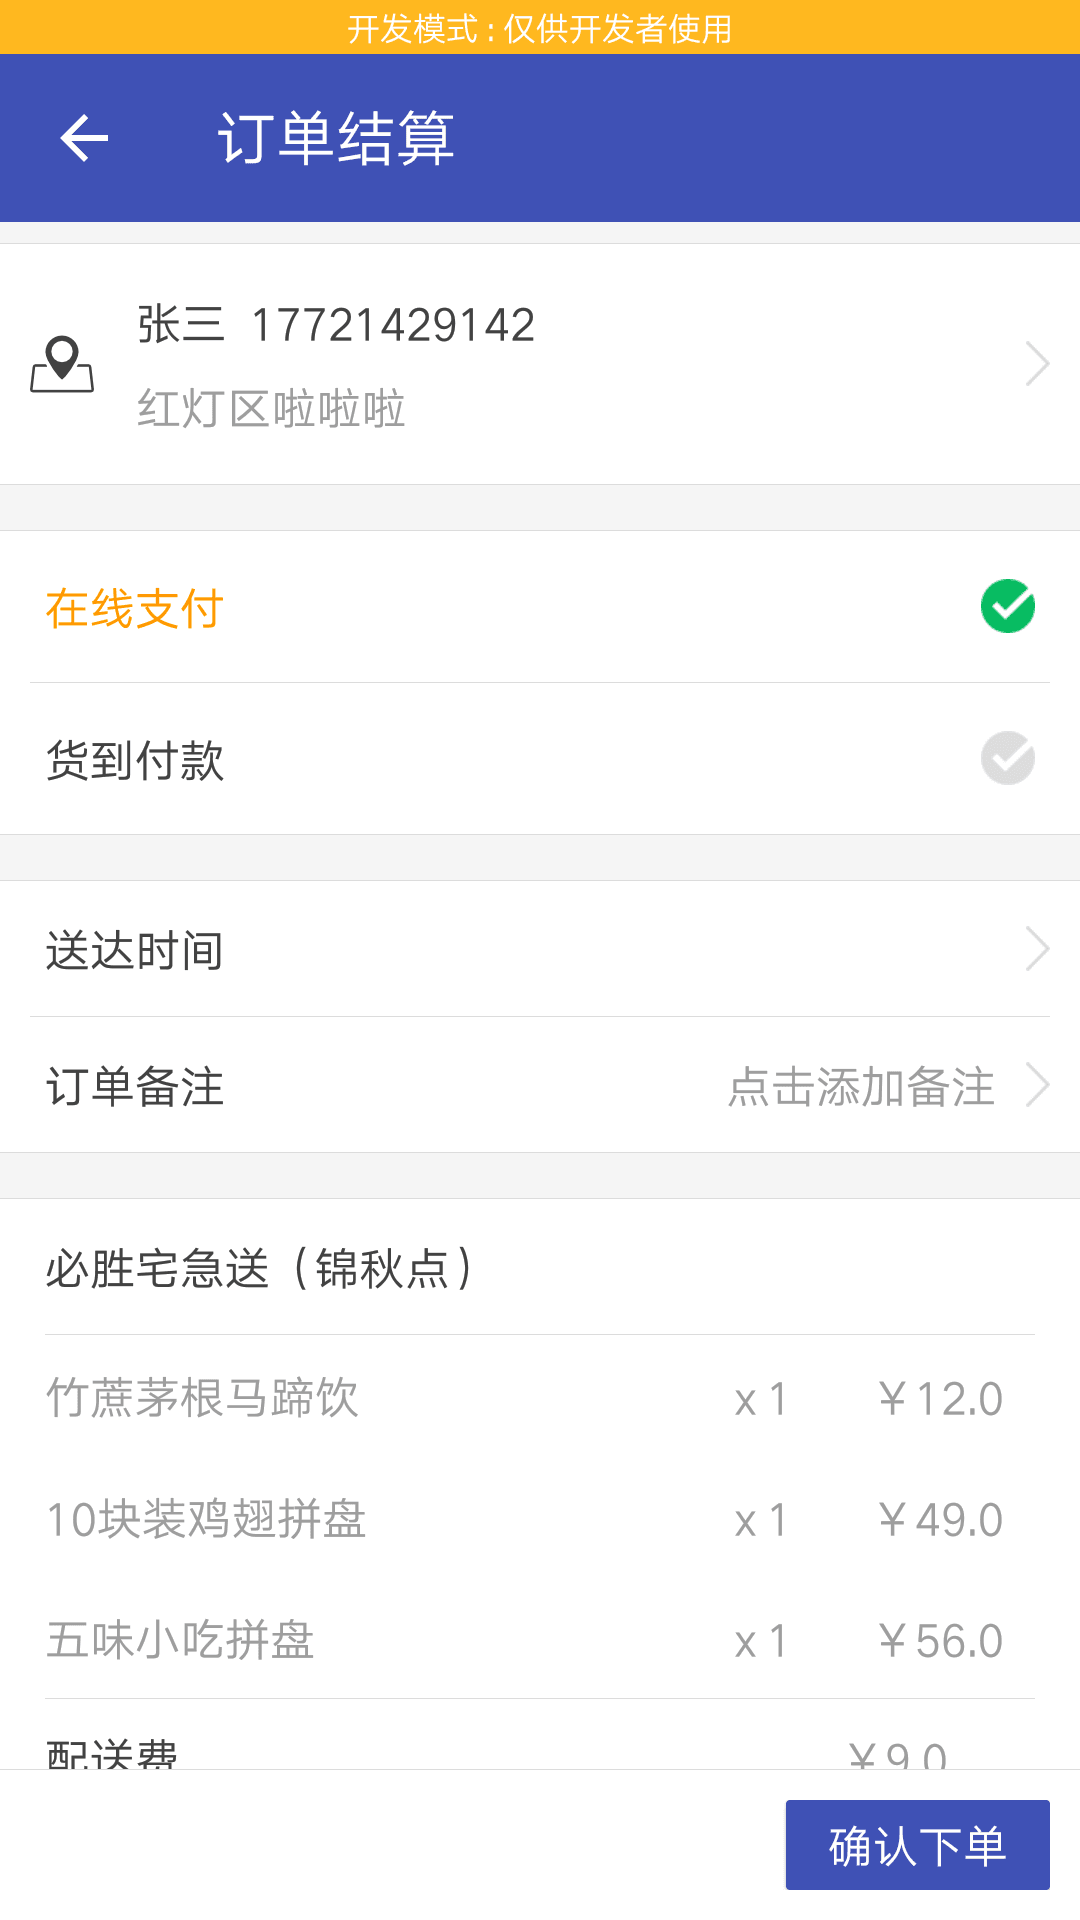 开发模式 : 仅供开发者使用
订单结算
张三 17721429142
红灯区啦啦啦
在线支付
货到付款
送达时间
订单备注 点击添加备注
必胜宅急送（锦秋点）
竹蔗茅根马蹄饮 x 1 ￥12.0
10块装鸡翅拼盘 x 1 ￥49.0
五味小吃拼盘 x 1 ￥56.0
配送费 ￥9.0
确认下单